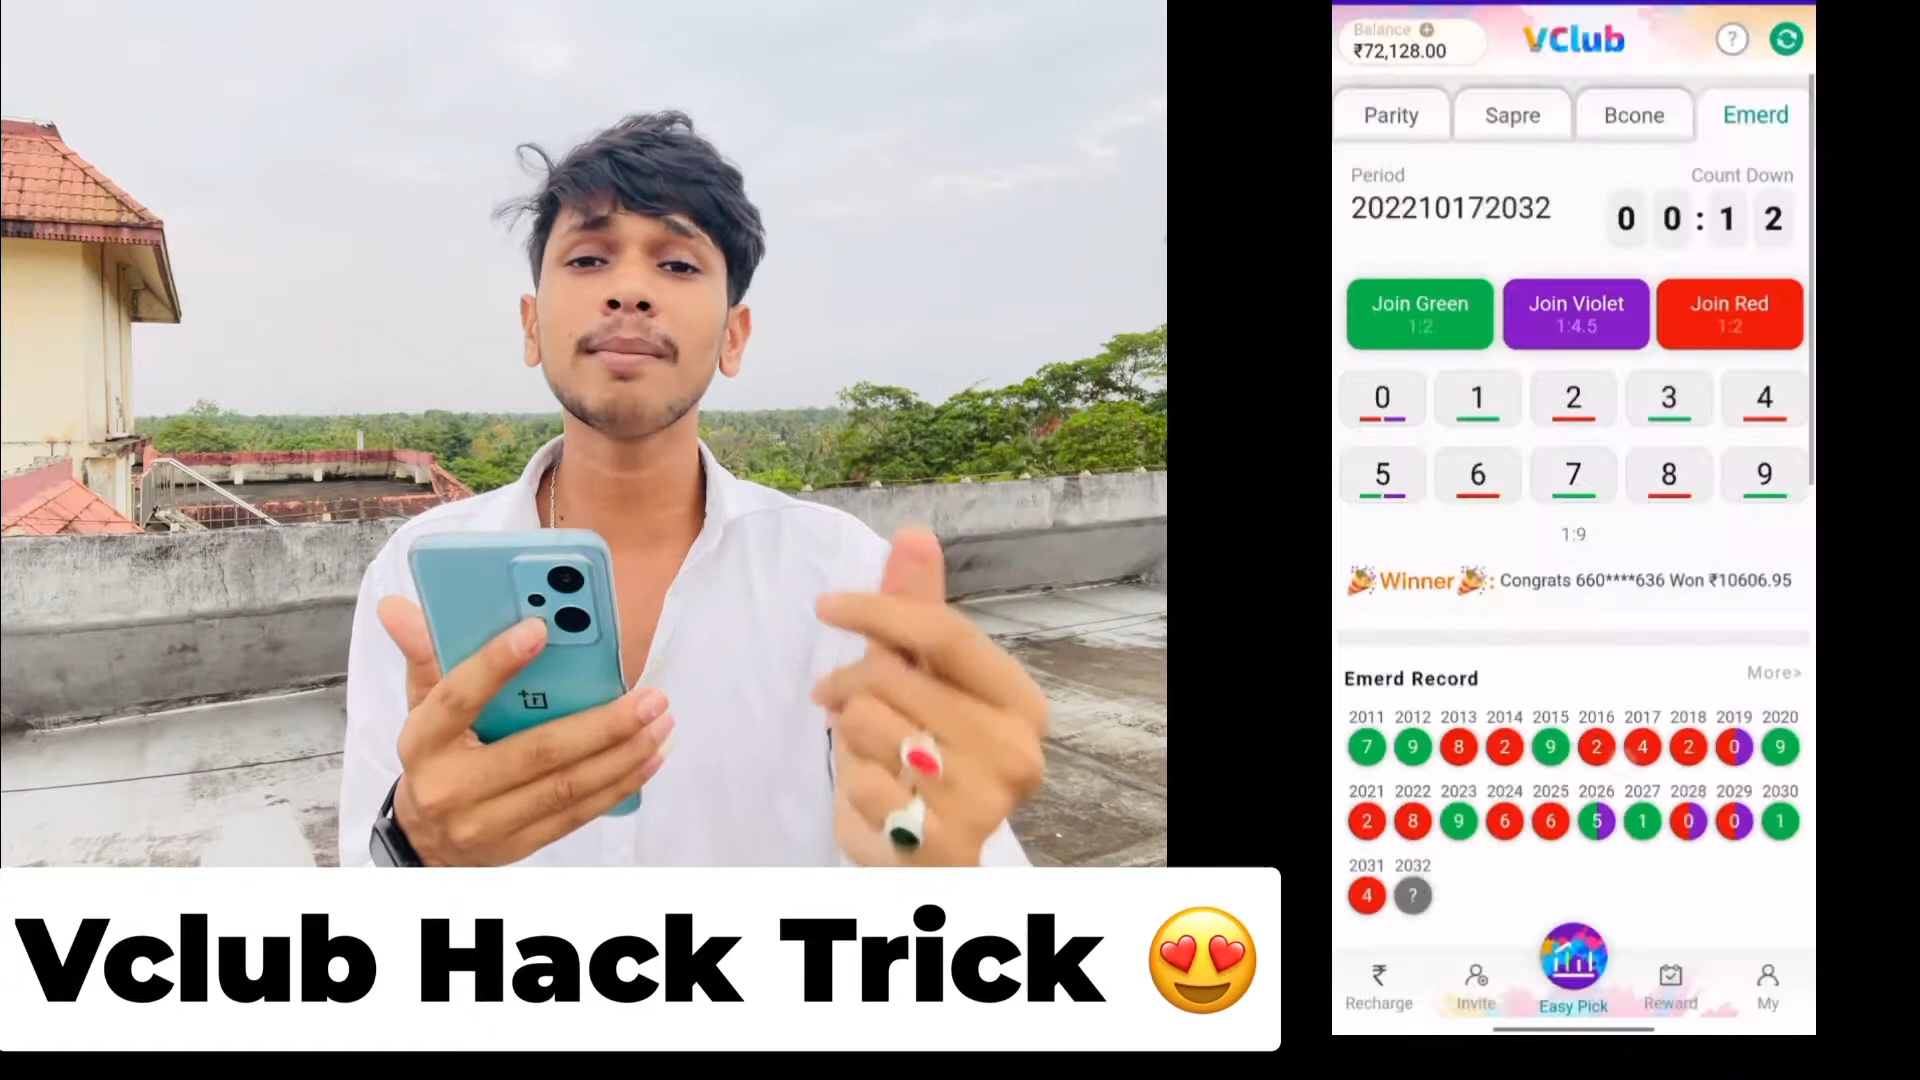 Balance
₹72,128.00
VClub
?
Parity
Sapre
Bcone
Emerd
Period
Count Down
202210172032
00:12
Join Green
1:2
Join Violet
1:4.5
Join Red
1:2
0 1 2 3 4
5 6 7 8 9
1:9
🎉Winner🎉: Congrats 660****636 Won ₹10606.95
Emerd Record
More>
2011 2012 2013 2014 2015 2016 2017 2018 2019 2020
7 9 8 2 9 2 4 2 0 9
2021 2022 2023 2024 2025 2026 2027 2028 2029 2030
2 8 9 6 6 5 1 0 0 1
2031 2032
4 ?
₹
Recharge
Invite
Easy Pick
Reward
My
Vclub Hack Trick 😍